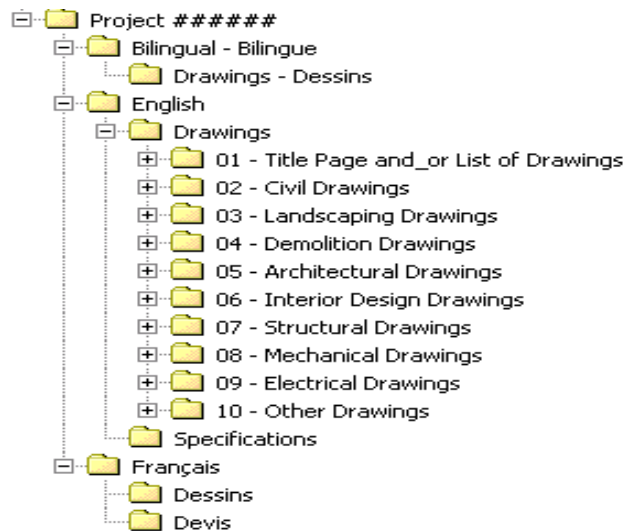 Project ######
Bilingual - Bilingue
Drawings - Dessins
English
Drawings
01 - Title Page and_or List of Drawings
02 - Civil Drawings
03 - Landscaping Drawings
04 - Demolition Drawings
05 - Architectural Drawings
06 - Interior Design Drawings
07 - Structural Drawings
08 - Mechanical Drawings
09 - Electrical Drawings
10 - Other Drawings
Specifications
Français
Dessins
Devis